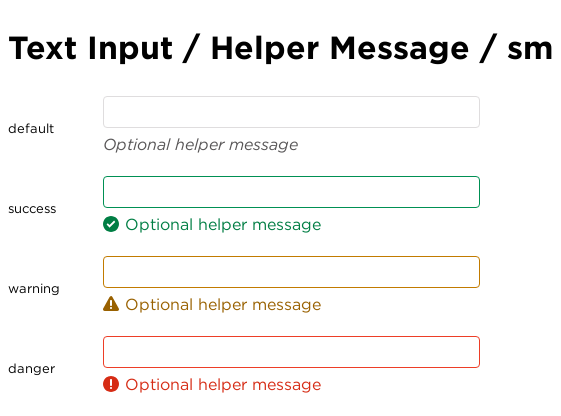 Text Input / Helper Message / sm
default
Optional helper message
success
Optional helper message
warning
Optional helper message
danger
Optional helper message